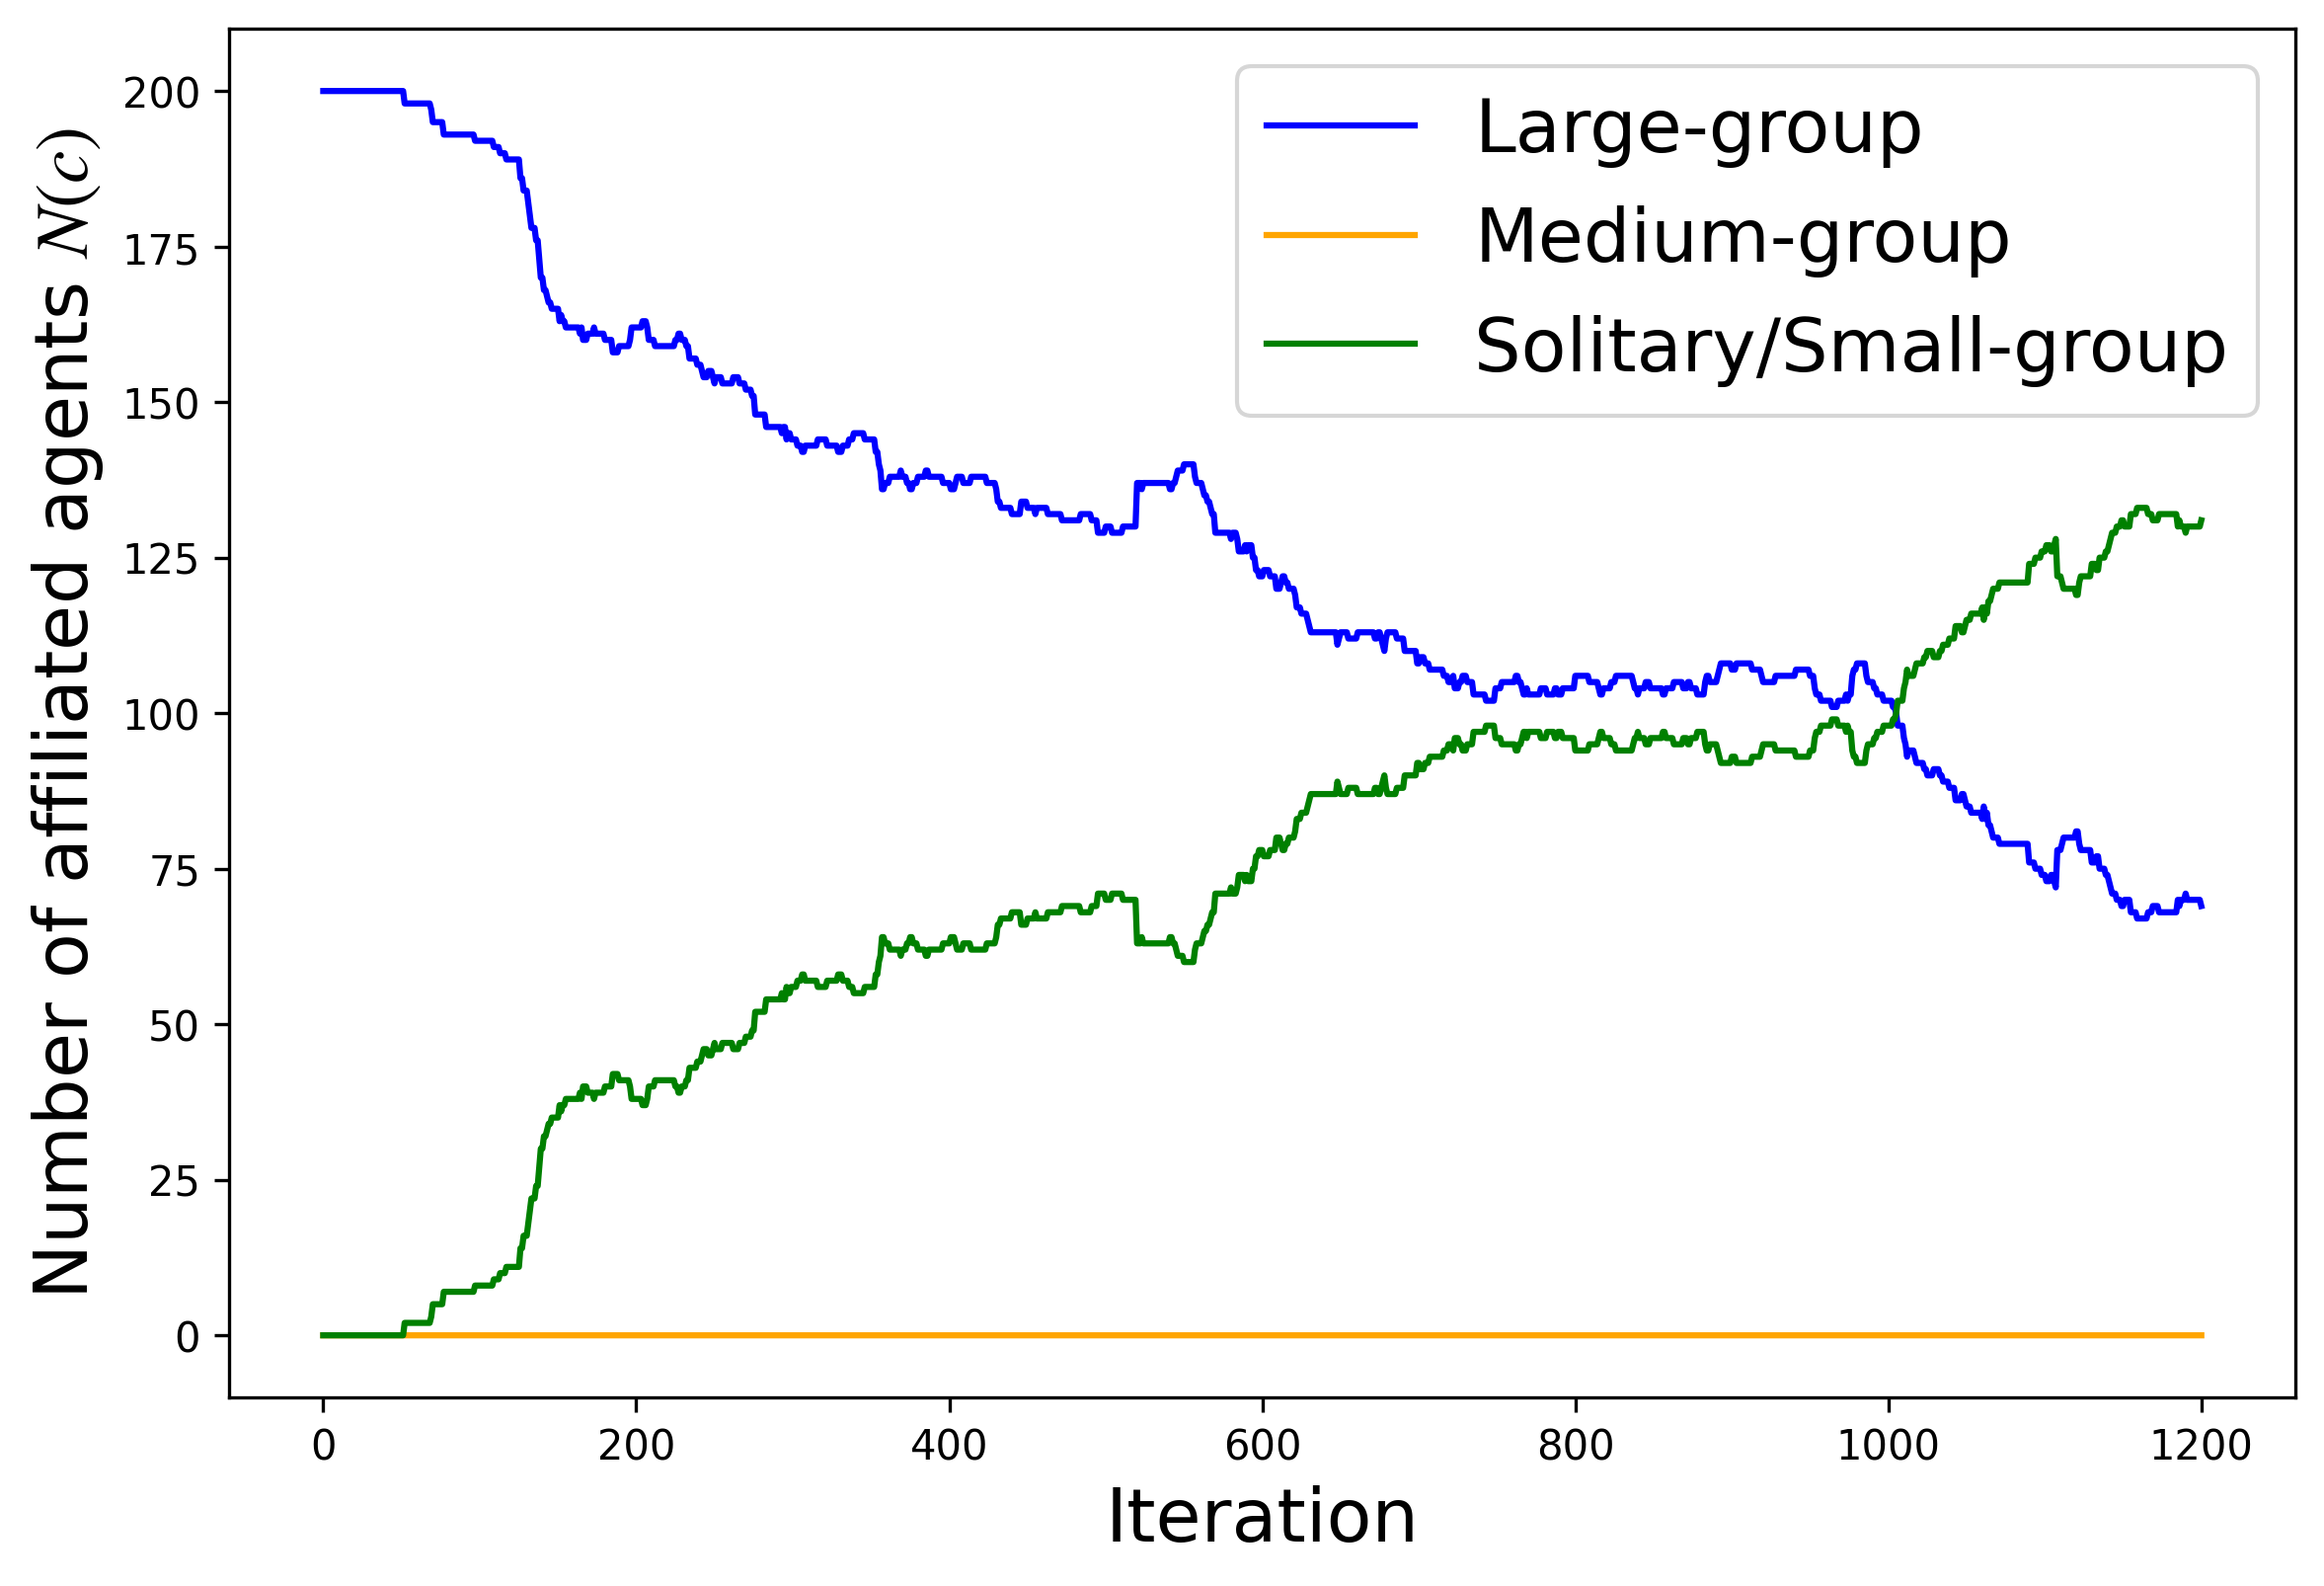 Number of affiliated agents N(c)
200
175
150
125
100
75
50
25
0
Large-group
Medium-group
Solitary/Small-group
0 200 400 600 800 1000 1200
Iteration